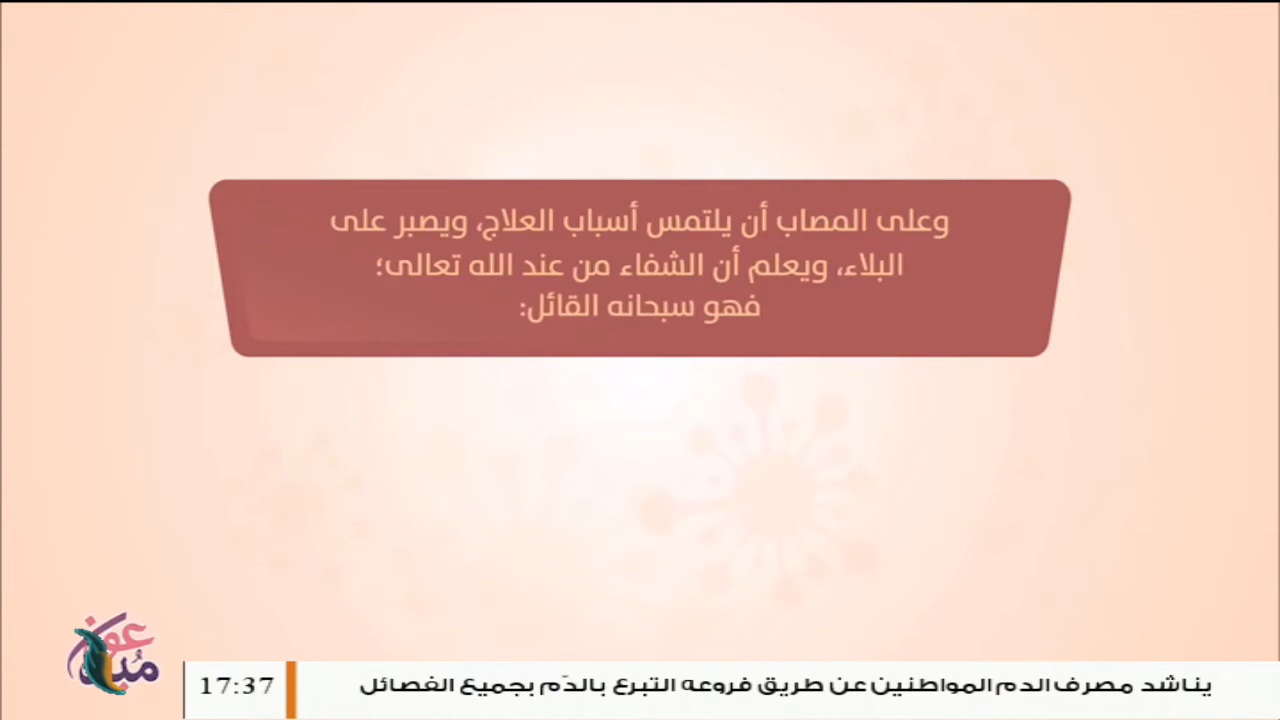 وعلى المصاب أن يلتمس أسباب العلاج، ويصبر على
البلاء، ويعلم أن الشفاء من عند الله تعالى؛
فهو سبحانه القائل:
17:37
يناشد مصرف الدم المواطنين عن طريق فروعه التبرع بالدّم بجميع الفصائل